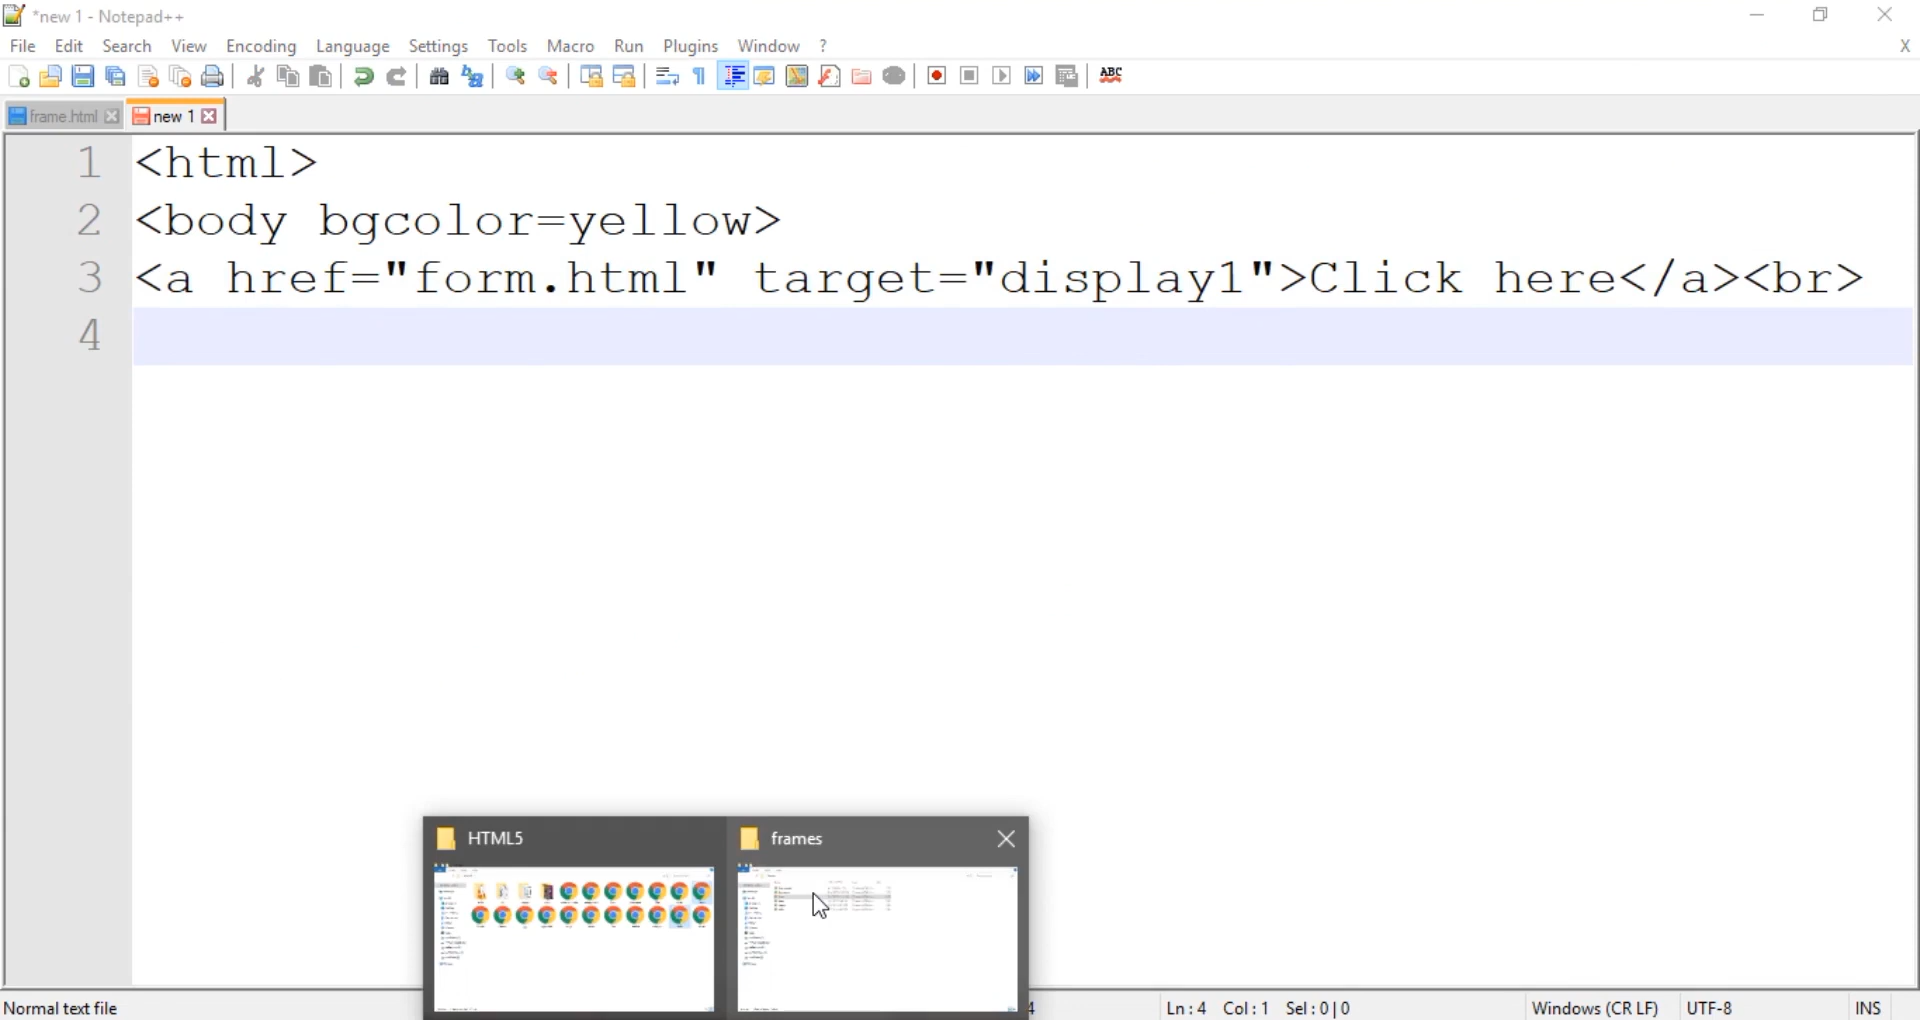 *new 1 - Notepad++
File Edit Search View Encoding Language Settings Tools Macro Run Plugins Window ? X
ABC
frame.html new 1
1 <html>
2 <body bgcolor=yellow>
3 <a href="form.html" target="display1">Click here</a><br>
4
HTML5 frames
Normal text file 4 Ln:4 Col:1 Sel:0|0 Windows (CR LF) UTF-8 INS